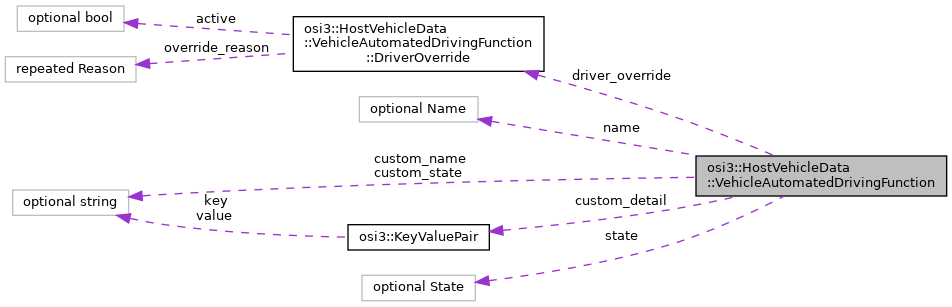 optional bool
active
osi3::HostVehicleData
::VehicleAutomatedDrivingFunction
::DriverOverride
override_reason
repeated Reason
driver_override
optional Name
name
osi3::HostVehicleData
::VehicleAutomatedDrivingFunction
custom_name
custom_state
optional string
key
value
custom_detail
osi3::KeyValuePair
state
optional State